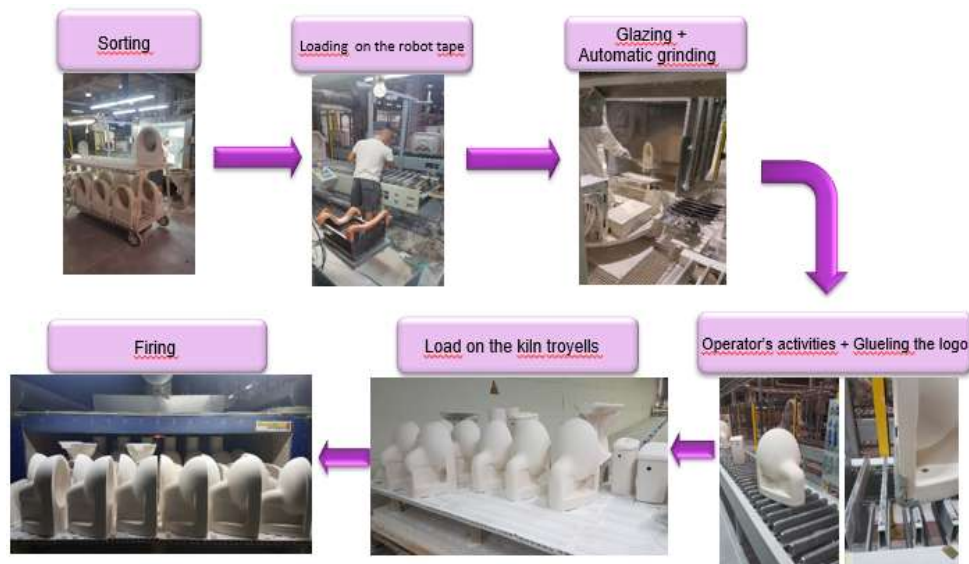 Sorting
Loading on the robot tape
Glazing +
Automatic grinding
Operator's activities + Glueling the logo
Load on the kiln troyells
Firing